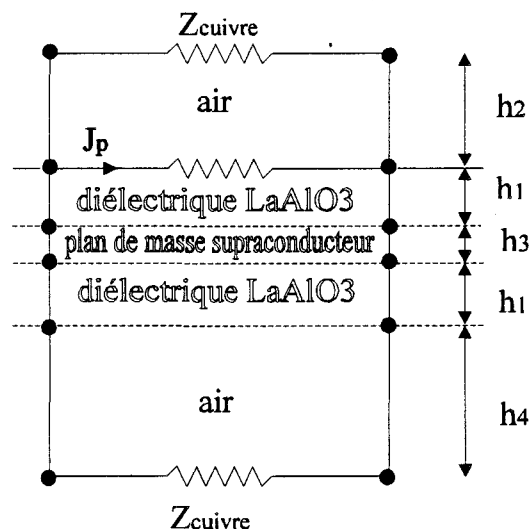 Zcuivre
air
h2
Jp
diélectrique LaAlO3
h1
plan de masse supraconducteur
h3
diélectrique LaAlO3
h1
air
h4
Zcuivre